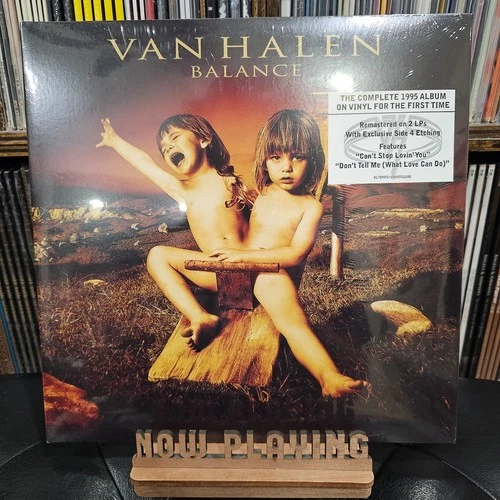 VAN HALEN
BALANCE
THE COMPLETE 1995 ALBUM
ON VINYL FOR THE FIRST TIME
Remastered on 2 LPs
With Exclusive Side 4 Etching
Features
"Can't Stop Lovin' You"
"Don't Tell Me (What Love Can Do)"
NOW PLAYING